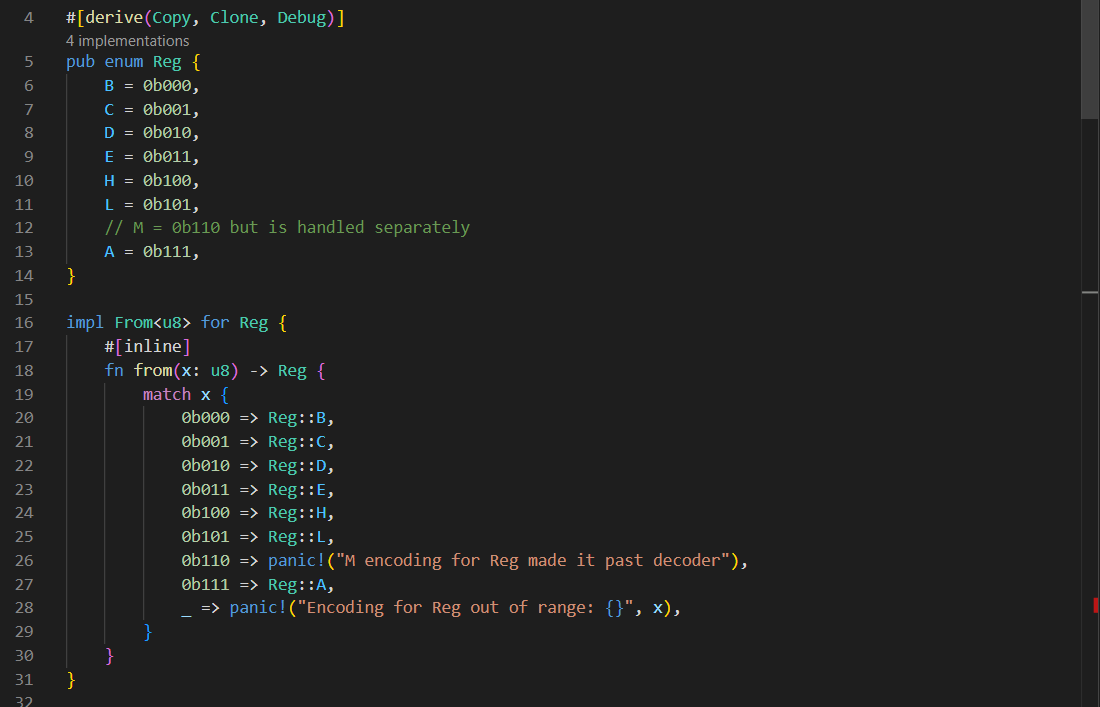 4 #[derive(Copy, Clone, Debug)]
4 implementations
5 pub enum Reg {
6     B = 0b000,
7     C = 0b001,
8     D = 0b010,
9     E = 0b011,
10     H = 0b100,
11     L = 0b101,
12     // M = 0b110 but is handled separately
13     A = 0b111,
14 }
15
16 impl From<u8> for Reg {
17     #[inline]
18     fn from(x: u8) -> Reg {
19         match x {
20             0b000 => Reg::B,
21             0b001 => Reg::C,
22             0b010 => Reg::D,
23             0b011 => Reg::E,
24             0b100 => Reg::H,
25             0b101 => Reg::L,
26             0b110 => panic!("M encoding for Reg made it past decoder"),
27             0b111 => Reg::A,
28             _ => panic!("Encoding for Reg out of range: {}", x),
29         }
30     }
31 }
32